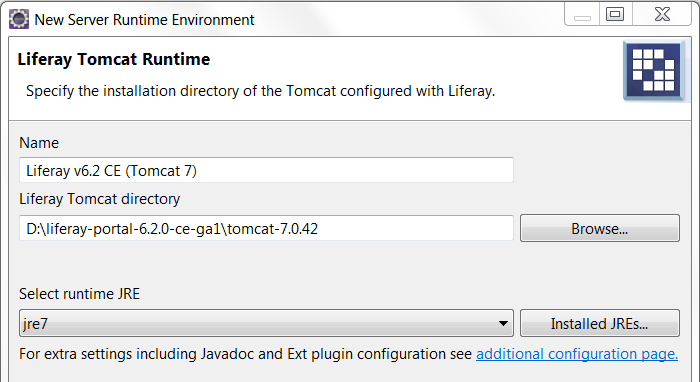 New Server Runtime Environment
Liferay Tomcat Runtime
Specify the installation directory of the Tomcat configured with Liferay.
Name
Liferay v6.2 CE (Tomcat 7)
Liferay Tomcat directory
D:\liferay-portal-6.2.0-ce-ga1\tomcat-7.0.42
Browse...
Select runtime JRE
jre7
Installed JREs...
For extra settings including Javadoc and Ext plugin configuration see additional configuration page.